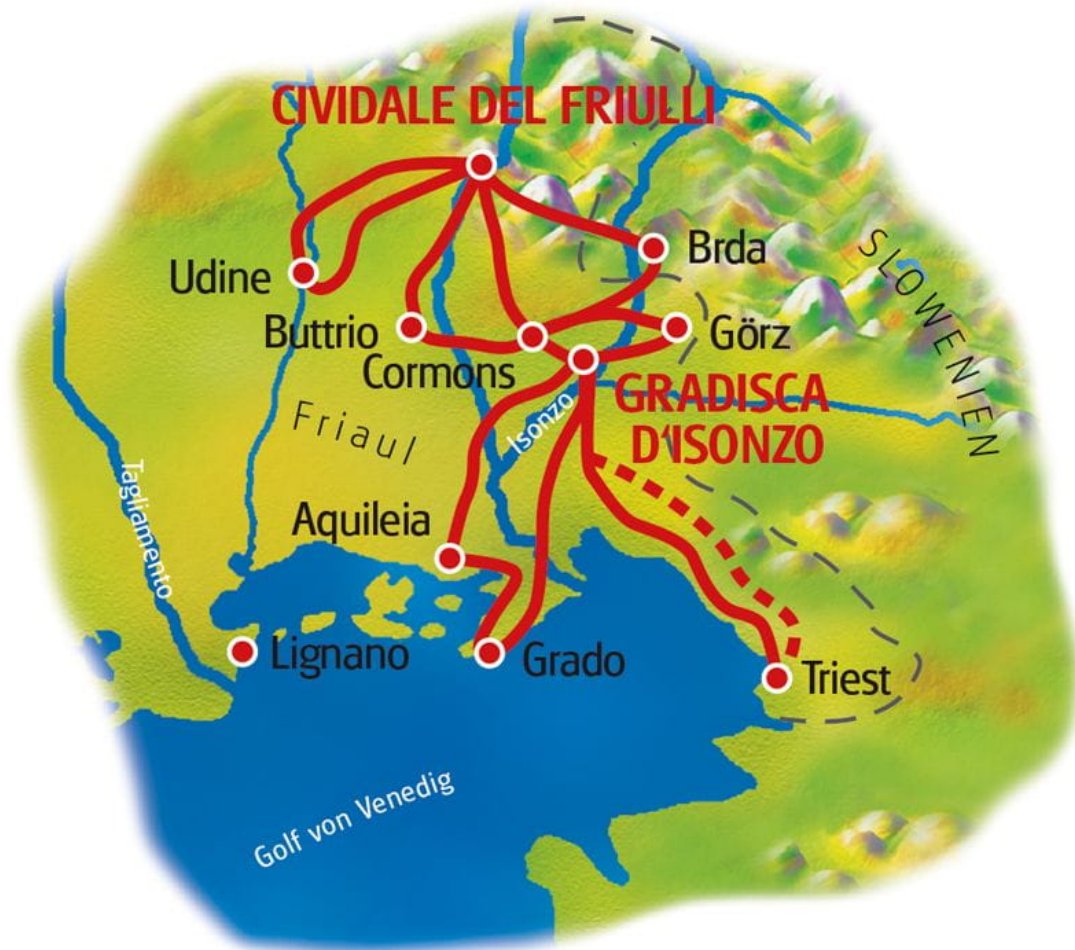 CIVIDALE DEL FRIULLI
Brda
SLOWENIEN
Udine
Buttrio
Görz
Cormons
GRADISCA
D'ISONZO
Friaul
Isonzo
Tagliamento
Aquileia
Lignano
Grado
Triest
Golf von Venedig